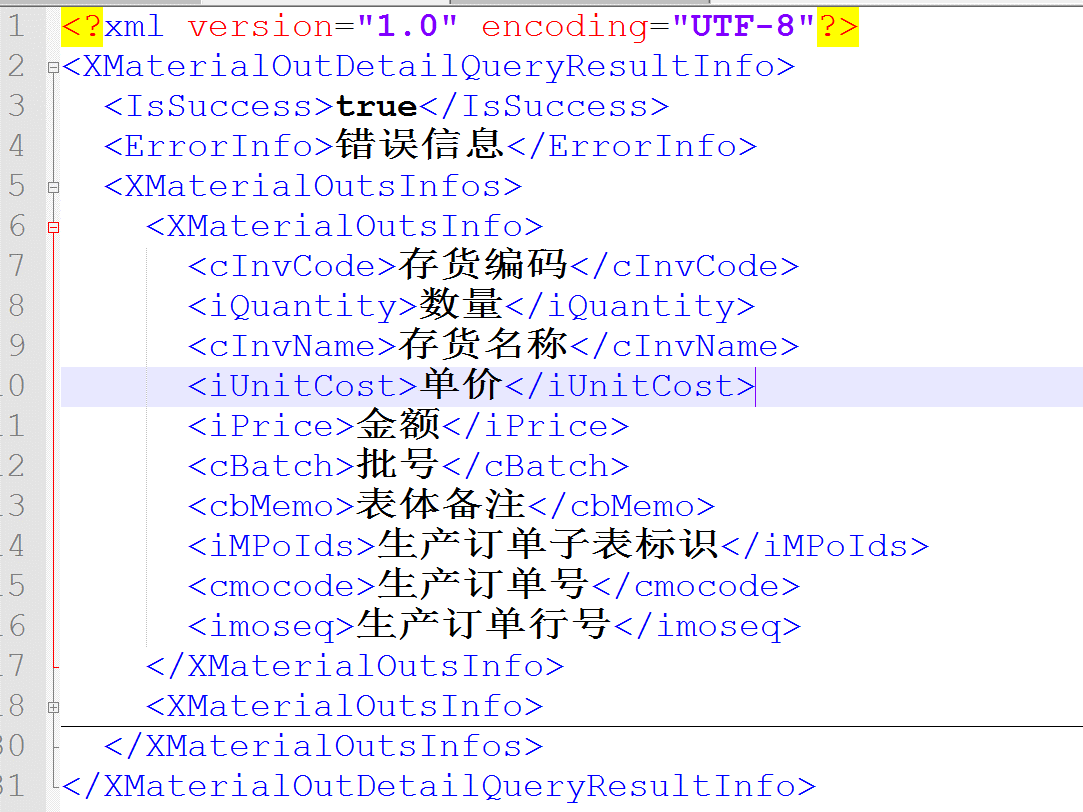 1 <?xml version="1.0" encoding="UTF-8"?>
2 <XMaterialOutDetailQueryResultInfo>
3 <IsSuccess>true</IsSuccess>
4 <ErrorInfo>错误信息</ErrorInfo>
5 <XMaterialOutsInfos>
6 <XMaterialOutsInfo>
7 <cInvCode>存货编码</cInvCode>
8 <iQuantity>数量</iQuantity>
9 <cInvName>存货名称</cInvName>
10 <iUnitCost>单价</iUnitCost>
11 <iPrice>金额</iPrice>
12 <cBatch>批号</cBatch>
13 <cbMemo>表体备注</cbMemo>
14 <iMPoIds>生产订单子表标识</iMPoIds>
15 <cmocode>生产订单号</cmocode>
16 <imoseq>生产订单行号</imoseq>
17 </XMaterialOutsInfo>
18 <XMaterialOutsInfo>
30 </XMaterialOutsInfos>
31 </XMaterialOutDetailQueryResultInfo>